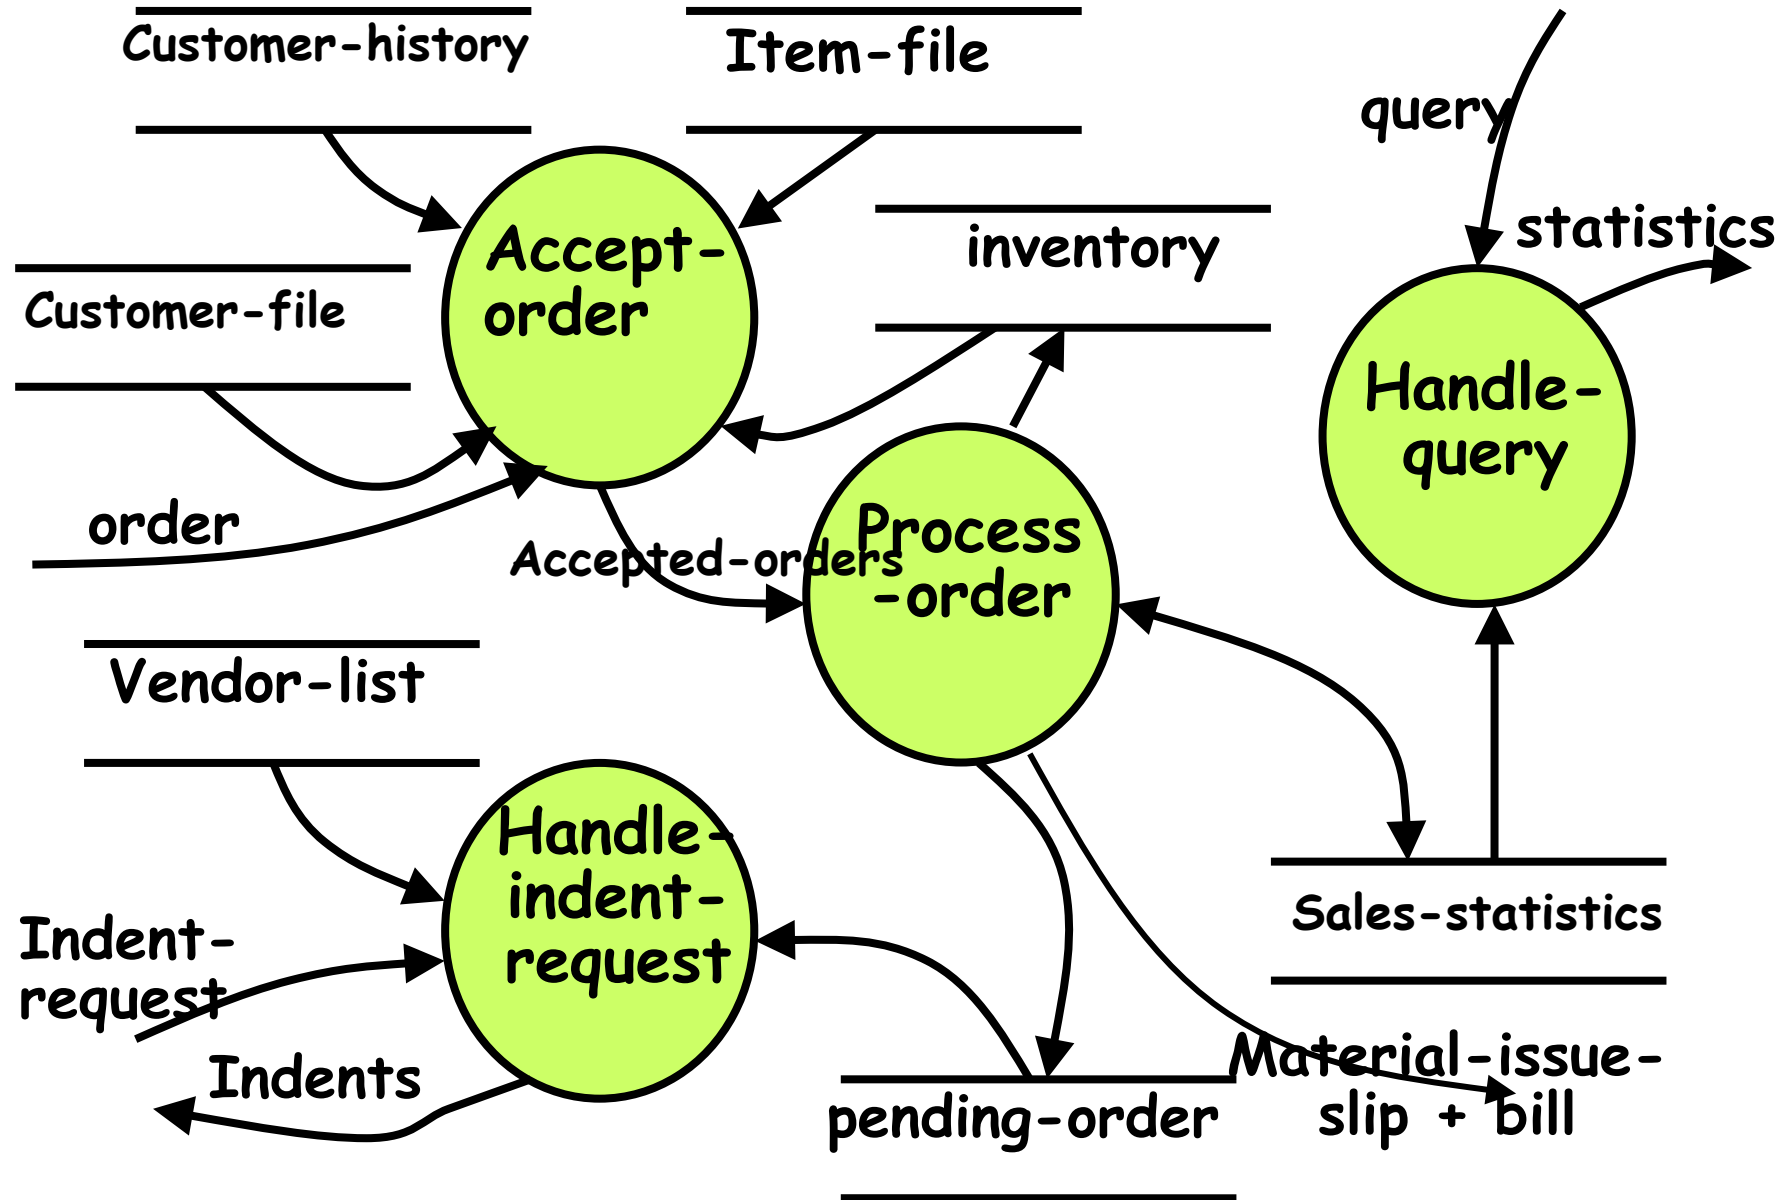 Customer-history
Item-file
query
statistics
Accept-
order
inventory
Customer-file
Handle-
query
order
Accepted-orders
Process
-order
Vendor-list
Handle-
indent-
request
Sales-statistics
Indent-
request
Indents
Material-issue-
slip + bill
pending-order